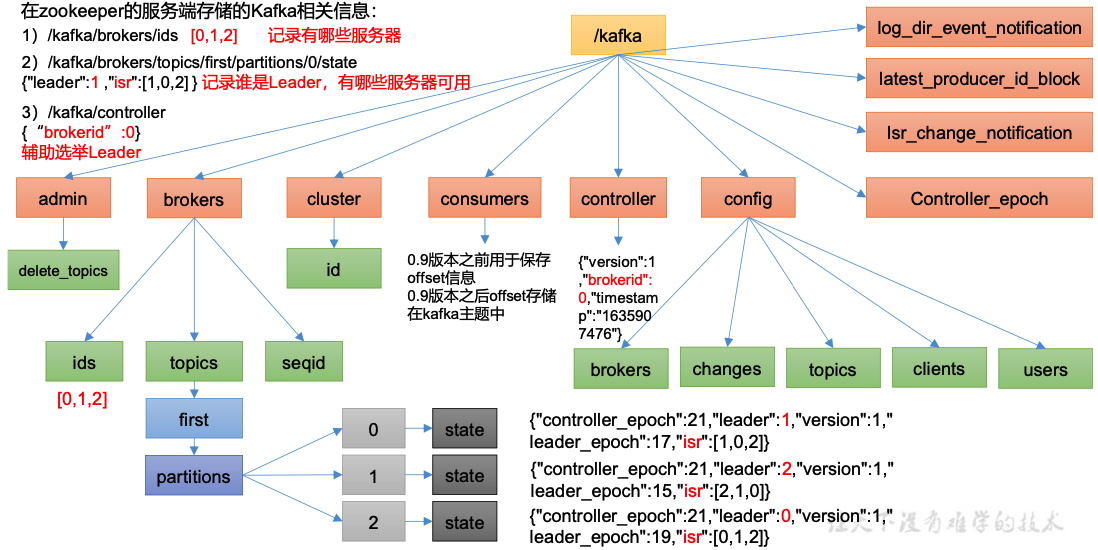 在zookeeper的服务端存储的Kafka相关信息：
1）/kafka/brokers/ids [0,1,2] 记录有哪些服务器
2）/kafka/brokers/topics/first/partitions/0/state
{"leader":1 ,"isr":[1,0,2] } 记录谁是Leader，有哪些服务器可用
3）/kafka/controller
{“brokerid”:0}
辅助选举Leader
/kafka
log_dir_event_notification
latest_producer_id_block
Isr_change_notification
Controller_epoch
admin
brokers
cluster
consumers
controller
config
delete_topics
id
0.9版本之前用于保存
offset信息
0.9版本之后offset存储
在kafka主题中
{"version":1
,"brokerid":
0,"timestam
p":"163590
7476"}
ids
topics
seqid
brokers
changes
topics
clients
users
[0,1,2]
first
partitions
0
state
{"controller_epoch":21,"leader":1,"version":1,"
leader_epoch":17,"isr":[1,0,2]}
1
state
{"controller_epoch":21,"leader":2,"version":1,"
leader_epoch":15,"isr":[2,1,0]}
2
state
{"controller_epoch":21,"leader":0,"version":1,"
leader_epoch":19,"isr":[0,1,2]}
让天下没有难学的技术